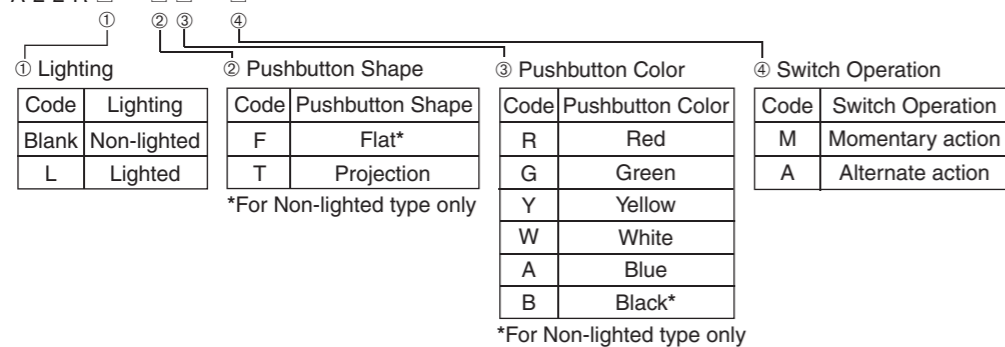 ① ② ③ ④
① Lighting
Code Lighting
Blank Non-lighted
L Lighted
② Pushbutton Shape
Code Pushbutton Shape
F Flat*
T Projection
*For Non-lighted type only
③ Pushbutton Color
Code Pushbutton Color
R Red
G Green
Y Yellow
W White
A Blue
B Black*
*For Non-lighted type only
④ Switch Operation
Code Switch Operation
M Momentary action
A Alternate action